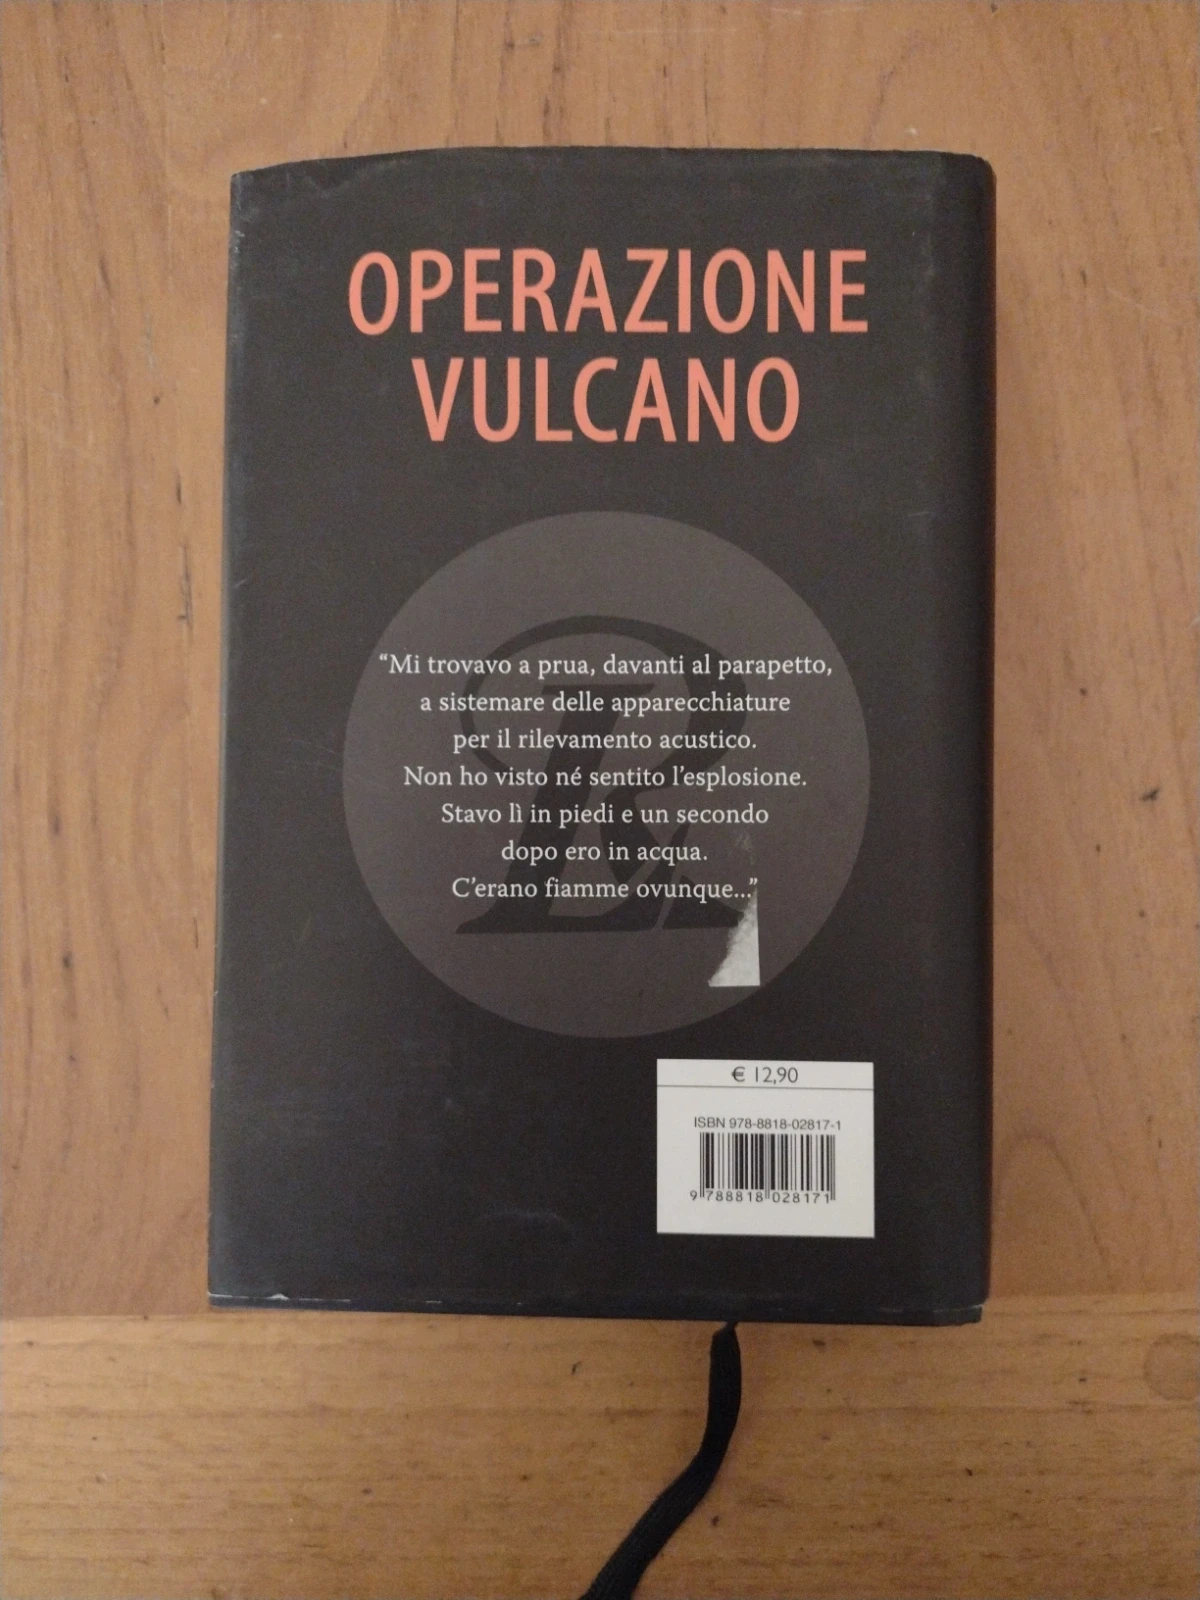 OPERAZIONE
VULCANO
“Mi trovavo a prua, davanti al parapetto,
a sistemare delle apparecchiature
per il rilevamento acustico.
Non ho visto né sentito l’esplosione.
Stavo lì in piedi e un secondo
dopo ero in acqua.
C’erano fiamme ovunque...”
€ 12,90
ISBN 978-8818-02817-1
9 788818 028171